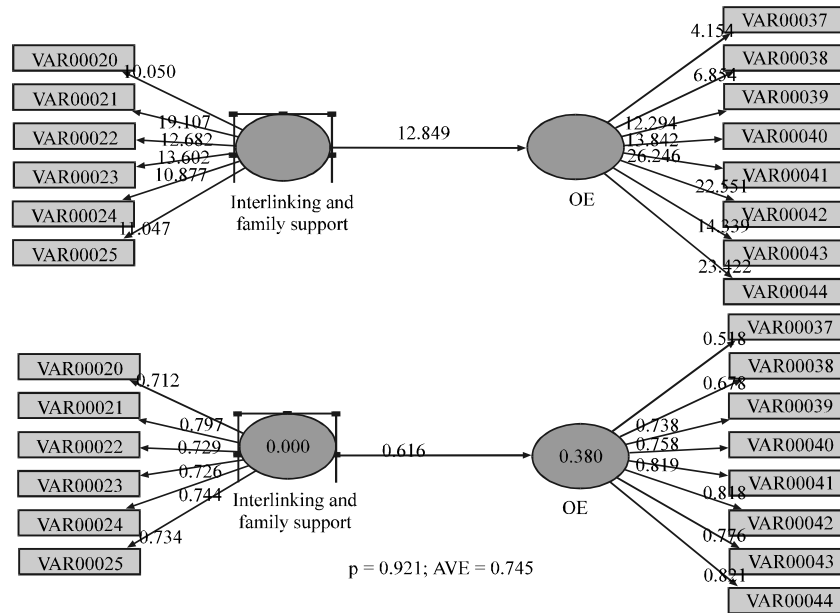 VAR00020
VAR00021
VAR00022
VAR00023
VAR00024
VAR00025
10.050
19.107
12.682
13.602
10.877
11.047
Interlinking and
family support
12.849
OE
4.154
6.854
12.294
13.842
26.246
22.551
14.339
23.422
VAR00037
VAR00038
VAR00039
VAR00040
VAR00041
VAR00042
VAR00043
VAR00044
VAR00020
VAR00021
VAR00022
VAR00023
VAR00024
VAR00025
0.712
0.797
0.729
0.726
0.744
0.734
0.000
Interlinking and
family support
0.616
0.380
OE
0.518
0.678
0.738
0.758
0.819
0.818
0.776
0.821
VAR00037
VAR00038
VAR00039
VAR00040
VAR00041
VAR00042
VAR00043
VAR00044
p = 0.921; AVE = 0.745